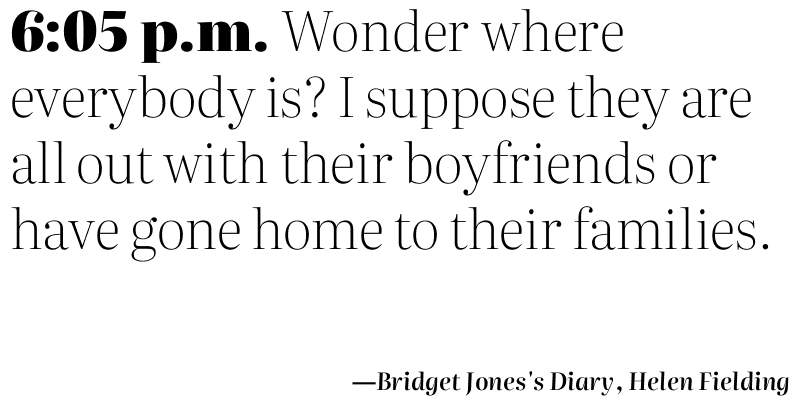 6:05 p.m. Wonder where
everybody is? I suppose they are
all out with their boyfriends or
have gone home to their families.
—Bridget Jones's Diary, Helen Fielding